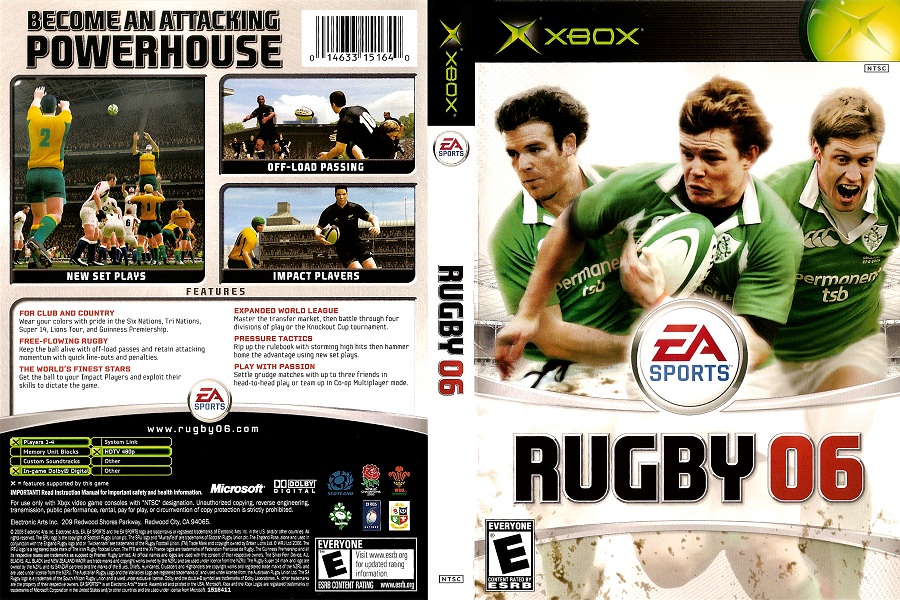 BECOME AN ATTACKING
POWERHOUSE
0 14633 15164 0
2
NEW SET PLAYS
OFF-LOAD PASSING
IMPACT PLAYERS
FEATURES
FOR CLUB AND COUNTRY
Wear your colors with pride in the Six Nations, Tri Nations,
Super 14, Lions Tour, and Guinness Premiership.
FREE-FLOWING RUGBY
Keep the ball alive with off-load passes and retain attacking
momentum with quick line-outs and penalties.
THE WORLD'S FINEST STARS
Get the ball to your Impact Players and exploit their
skills to dictate the game.
EXPANDED WORLD LEAGUE
Master the transfer market, then battle through four
divisions of play or the Knockout Cup tournament.
PRESSURE TACTICS
Rip up the rulebook with storming high hits then hammer
home the advantage using new set plays.
PLAY WITH PASSION
Settle grudge matches with up to three friends in
head-to-head play or team up in Co-op Multiplayer mode.
EA
SPORTS™
www.rugby06.com
Players 1-4
Memory Unit Blocks
Custom Soundtracks
In-game Dolby® Digital
System Link
HDTV 480p
Other
Other
= features supported by this game
IMPORTANT! Read Instruction Manual for important safety and health information.
For use only with Xbox video game consoles with "NTSC" designation. Unauthorized copying, reverse engineering,
transmission, public performance, rental, pay for play, or circumvention of copy protection is strictly prohibited.
Electronic Arts Inc. 209 Redwood Shores Parkway, Redwood City, CA 94065.
1516411
Microsoft®
DOLBY
DIGITAL
SCOTLAND
EVERYONE
E
ESRB CONTENT RATING
Visit www.esrb.org
for updated rating
information.
www.esrb.org
XBOX
EA
SPORTS
RUGBY 06
NTSC
XBOX™
NTSC
permanent
tsb
permanent
tsb
EA
SPORTS™
RUGBY 06
EVERYONE
E
CONTENT RATED BY
ESRB